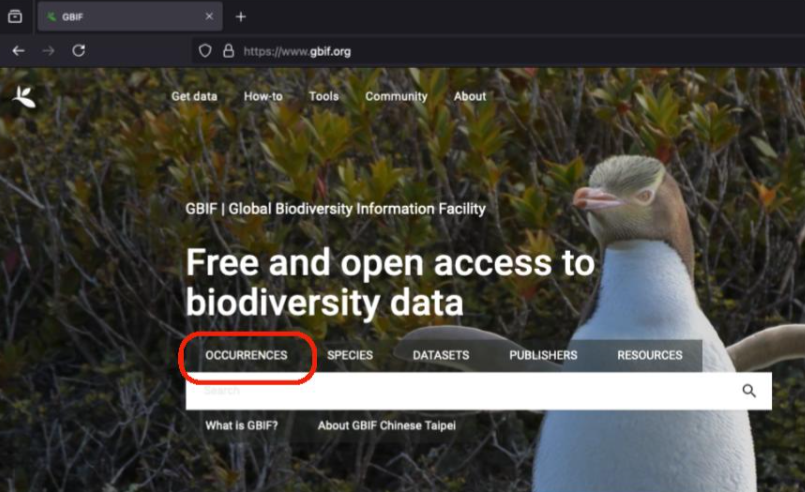 GBIF
https://www.gbif.org
Get data How-to Tools Community About
GBIF | Global Biodiversity Information Facility
Free and open access to
biodiversity data
OCCURRENCES SPECIES DATASETS PUBLISHERS RESOURCES
Search
What is GBIF? About GBIF Chinese Taipei